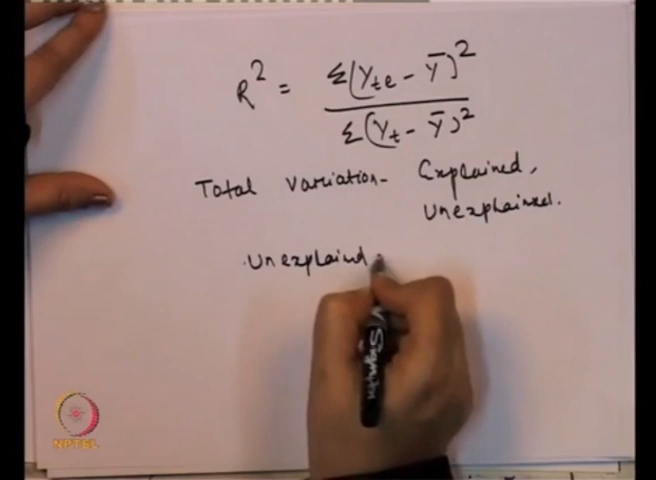 R² = Σ(Yte - Ȳ)² / Σ(Yt - Ȳ)²
Total Variation - Explained,
Unexplained.
Unexplaind
NPTEL